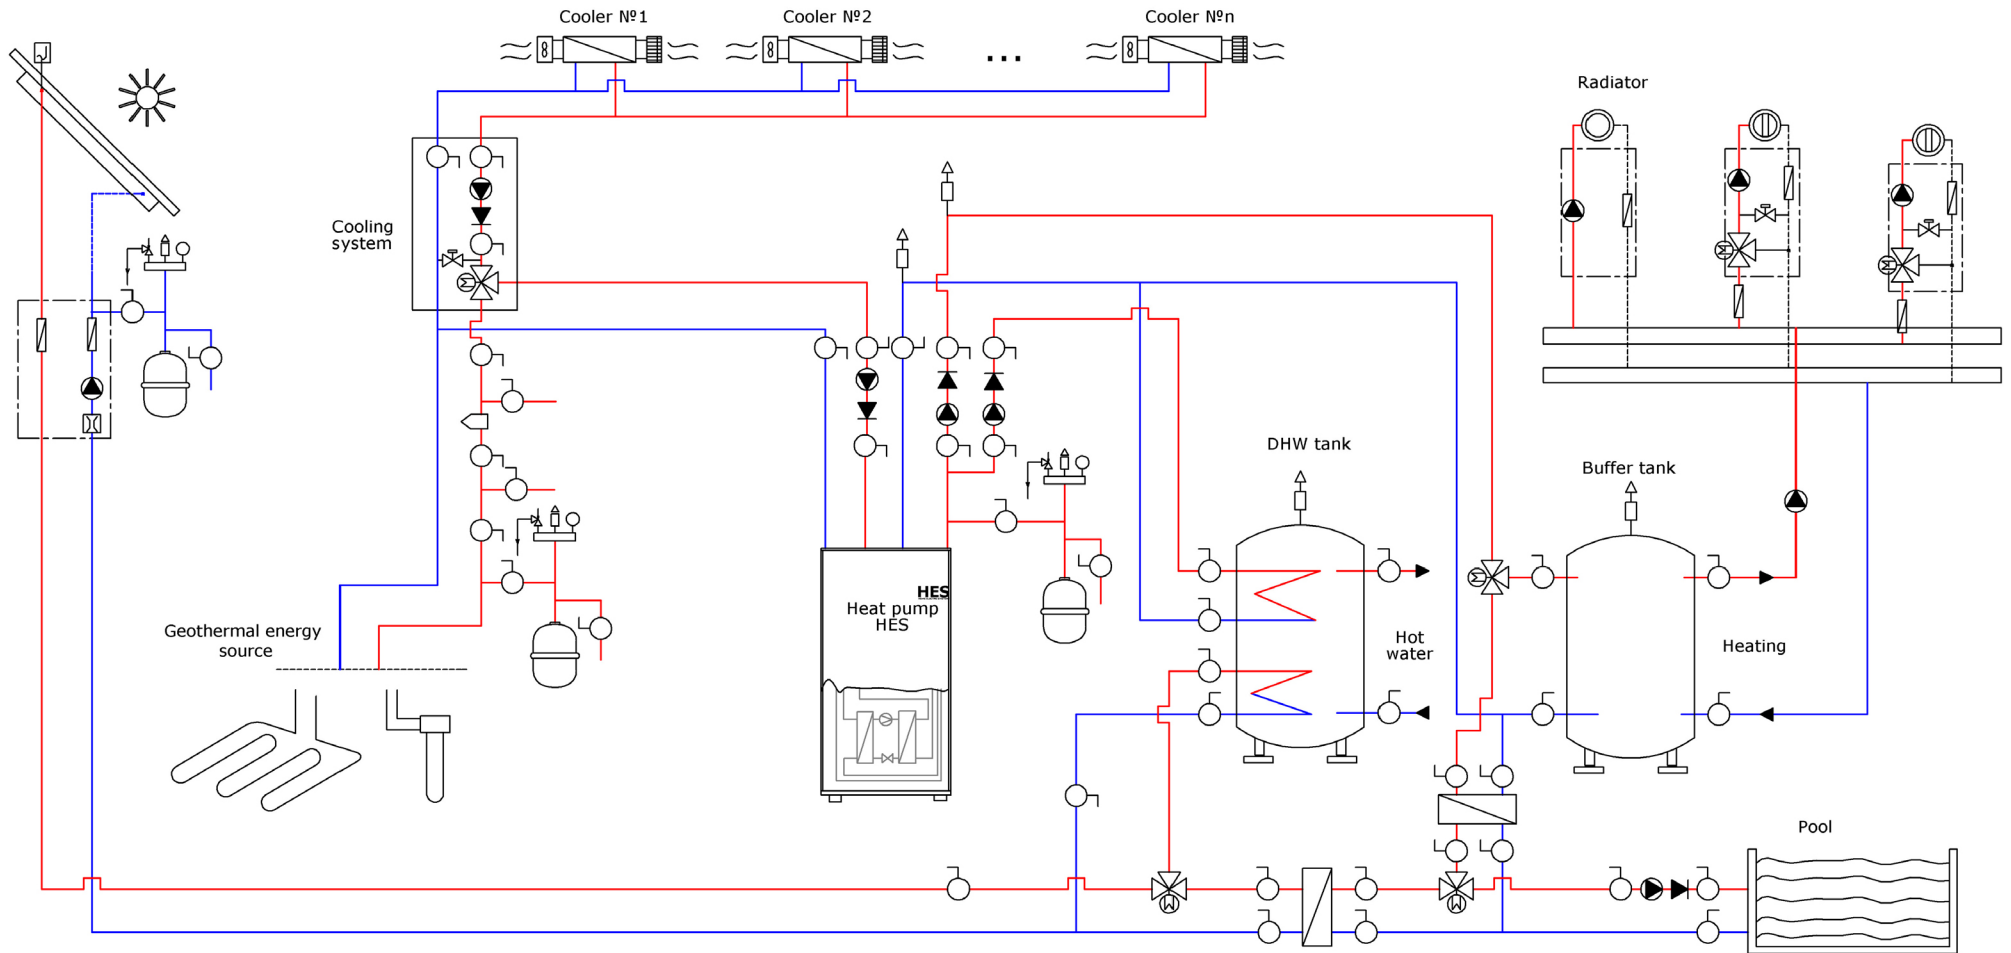 Cooler №1
Cooler №2
Cooler №n
...
Radiator
Cooling
system
DHW tank
Buffer tank
HES
Heat pump
HES
Geothermal energy
source
Hot
water
Heating
Pool